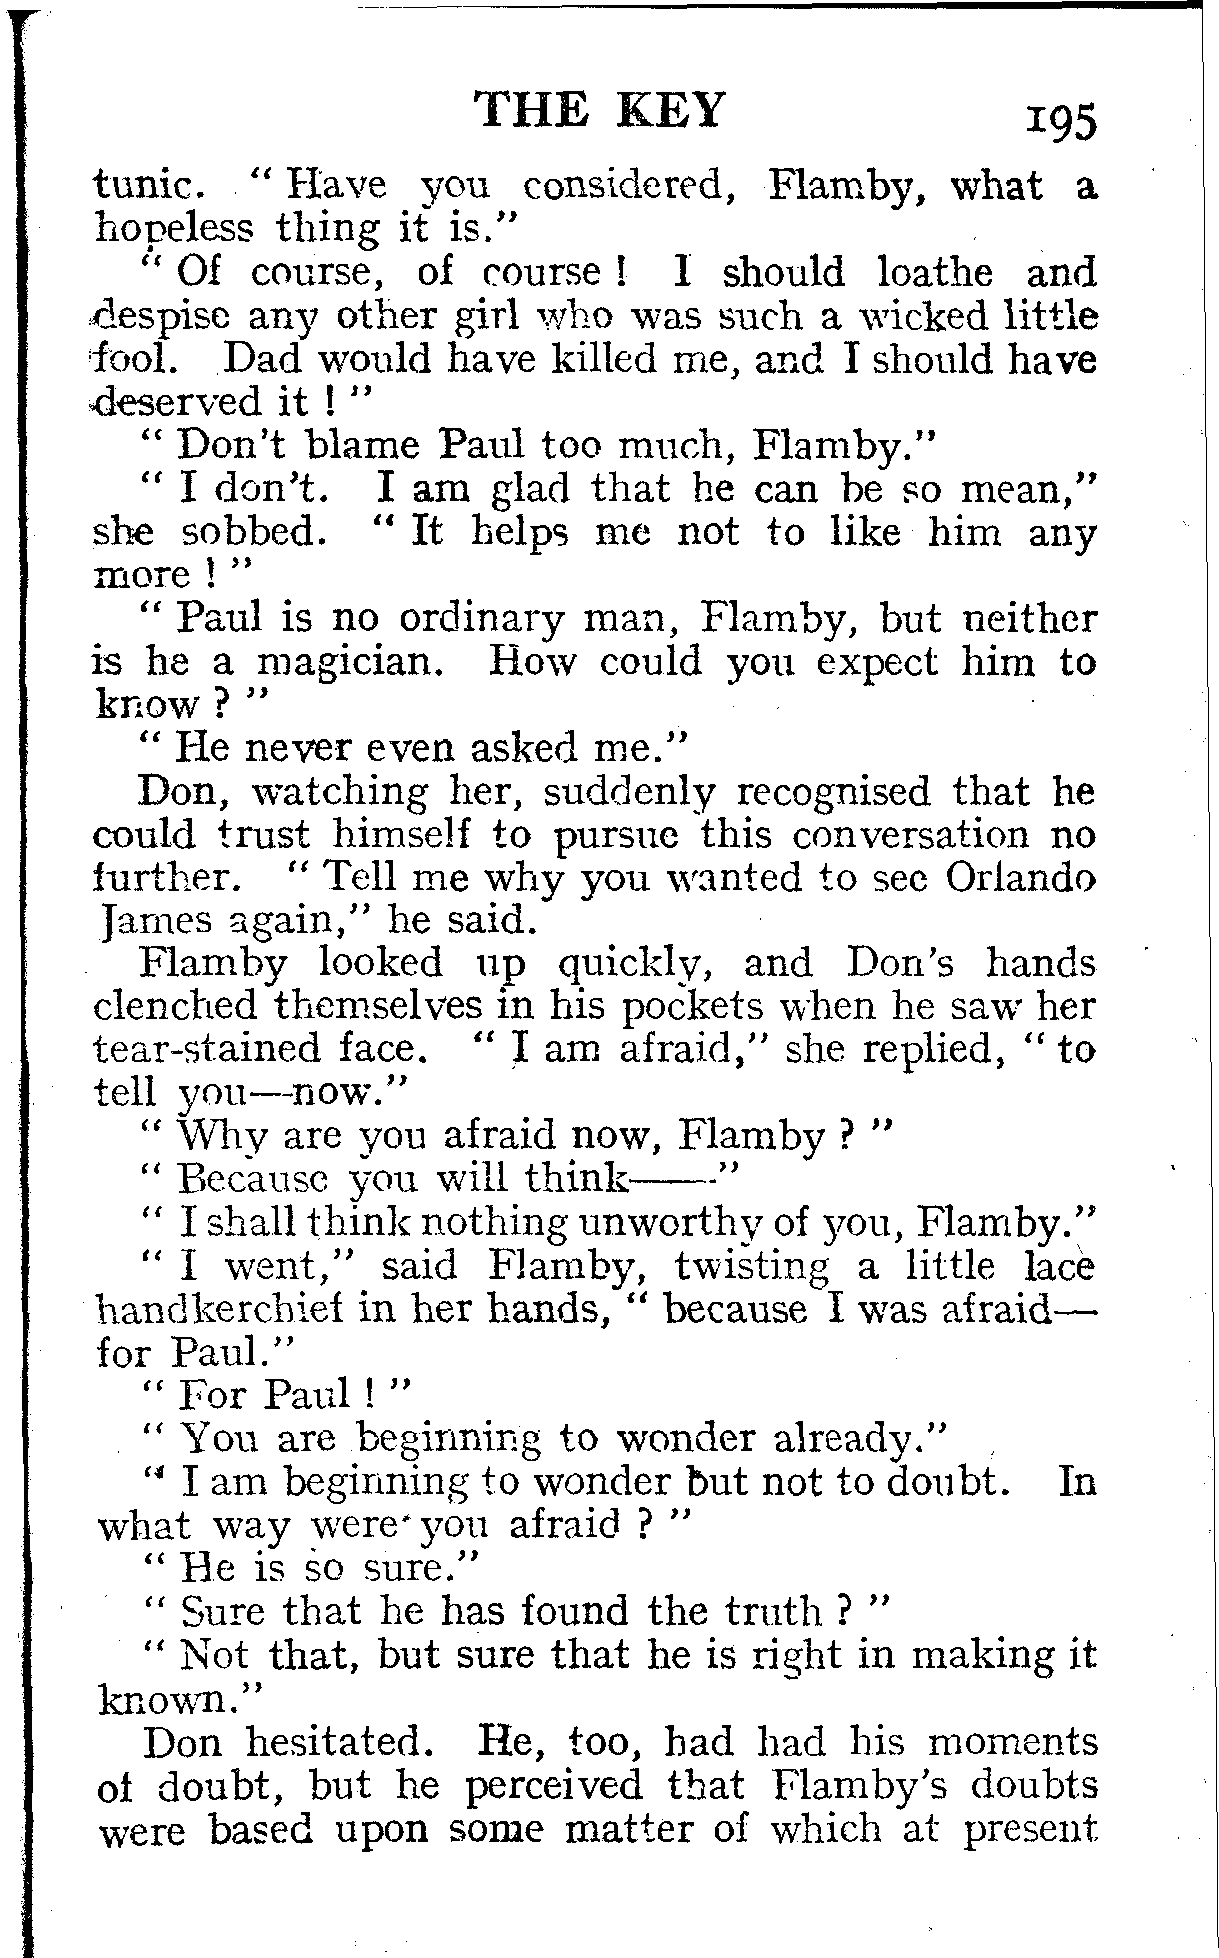 THE KEY 195
tunic. “ Have you considered, Flamby, what a
hopeless thing it is.”
“ Of course, of course ! I should loathe and
despise any other girl who was such a wicked little
fool. Dad would have killed me, and I should have
deserved it ! ”
“ Don't blame Paul too much, Flamby.”
“ I don't. I am glad that he can be so mean,”
she sobbed. “ It helps me not to like him any
more ! ”
“ Paul is no ordinary man, Flamby, but neither
is he a magician. How could you expect him to
know ? ”
“ He never even asked me.”
Don, watching her, suddenly recognised that he
could trust himself to pursue this conversation no
further. “ Tell me why you wanted to see Orlando
James again,” he said.
Flamby looked up quickly, and Don's hands
clenched themselves in his pockets when he saw her
tear-stained face. “ I am afraid,” she replied, “ to
tell you—now.”
“ Why are you afraid now, Flamby ? ”
“ Because you will think——”
“ I shall think nothing unworthy of you, Flamby.”
“ I went,” said Flamby, twisting a little lace
handkerchief in her hands, “ because I was afraid—
for Paul.”
“ For Paul ! ”
“ You are beginning to wonder already.”
“ I am beginning to wonder but not to doubt. In
what way were you afraid ? ”
“ He is so sure.”
“ Sure that he has found the truth ? ”
“ Not that, but sure that he is right in making it
known.”
Don hesitated. He, too, had had his moments
of doubt, but he perceived that Flamby's doubts
were based upon some matter of which at present